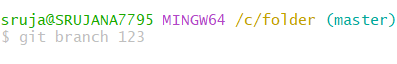 sruja@SRUJANA7795 MINGW64 /c/folder (master)
$ git branch 123